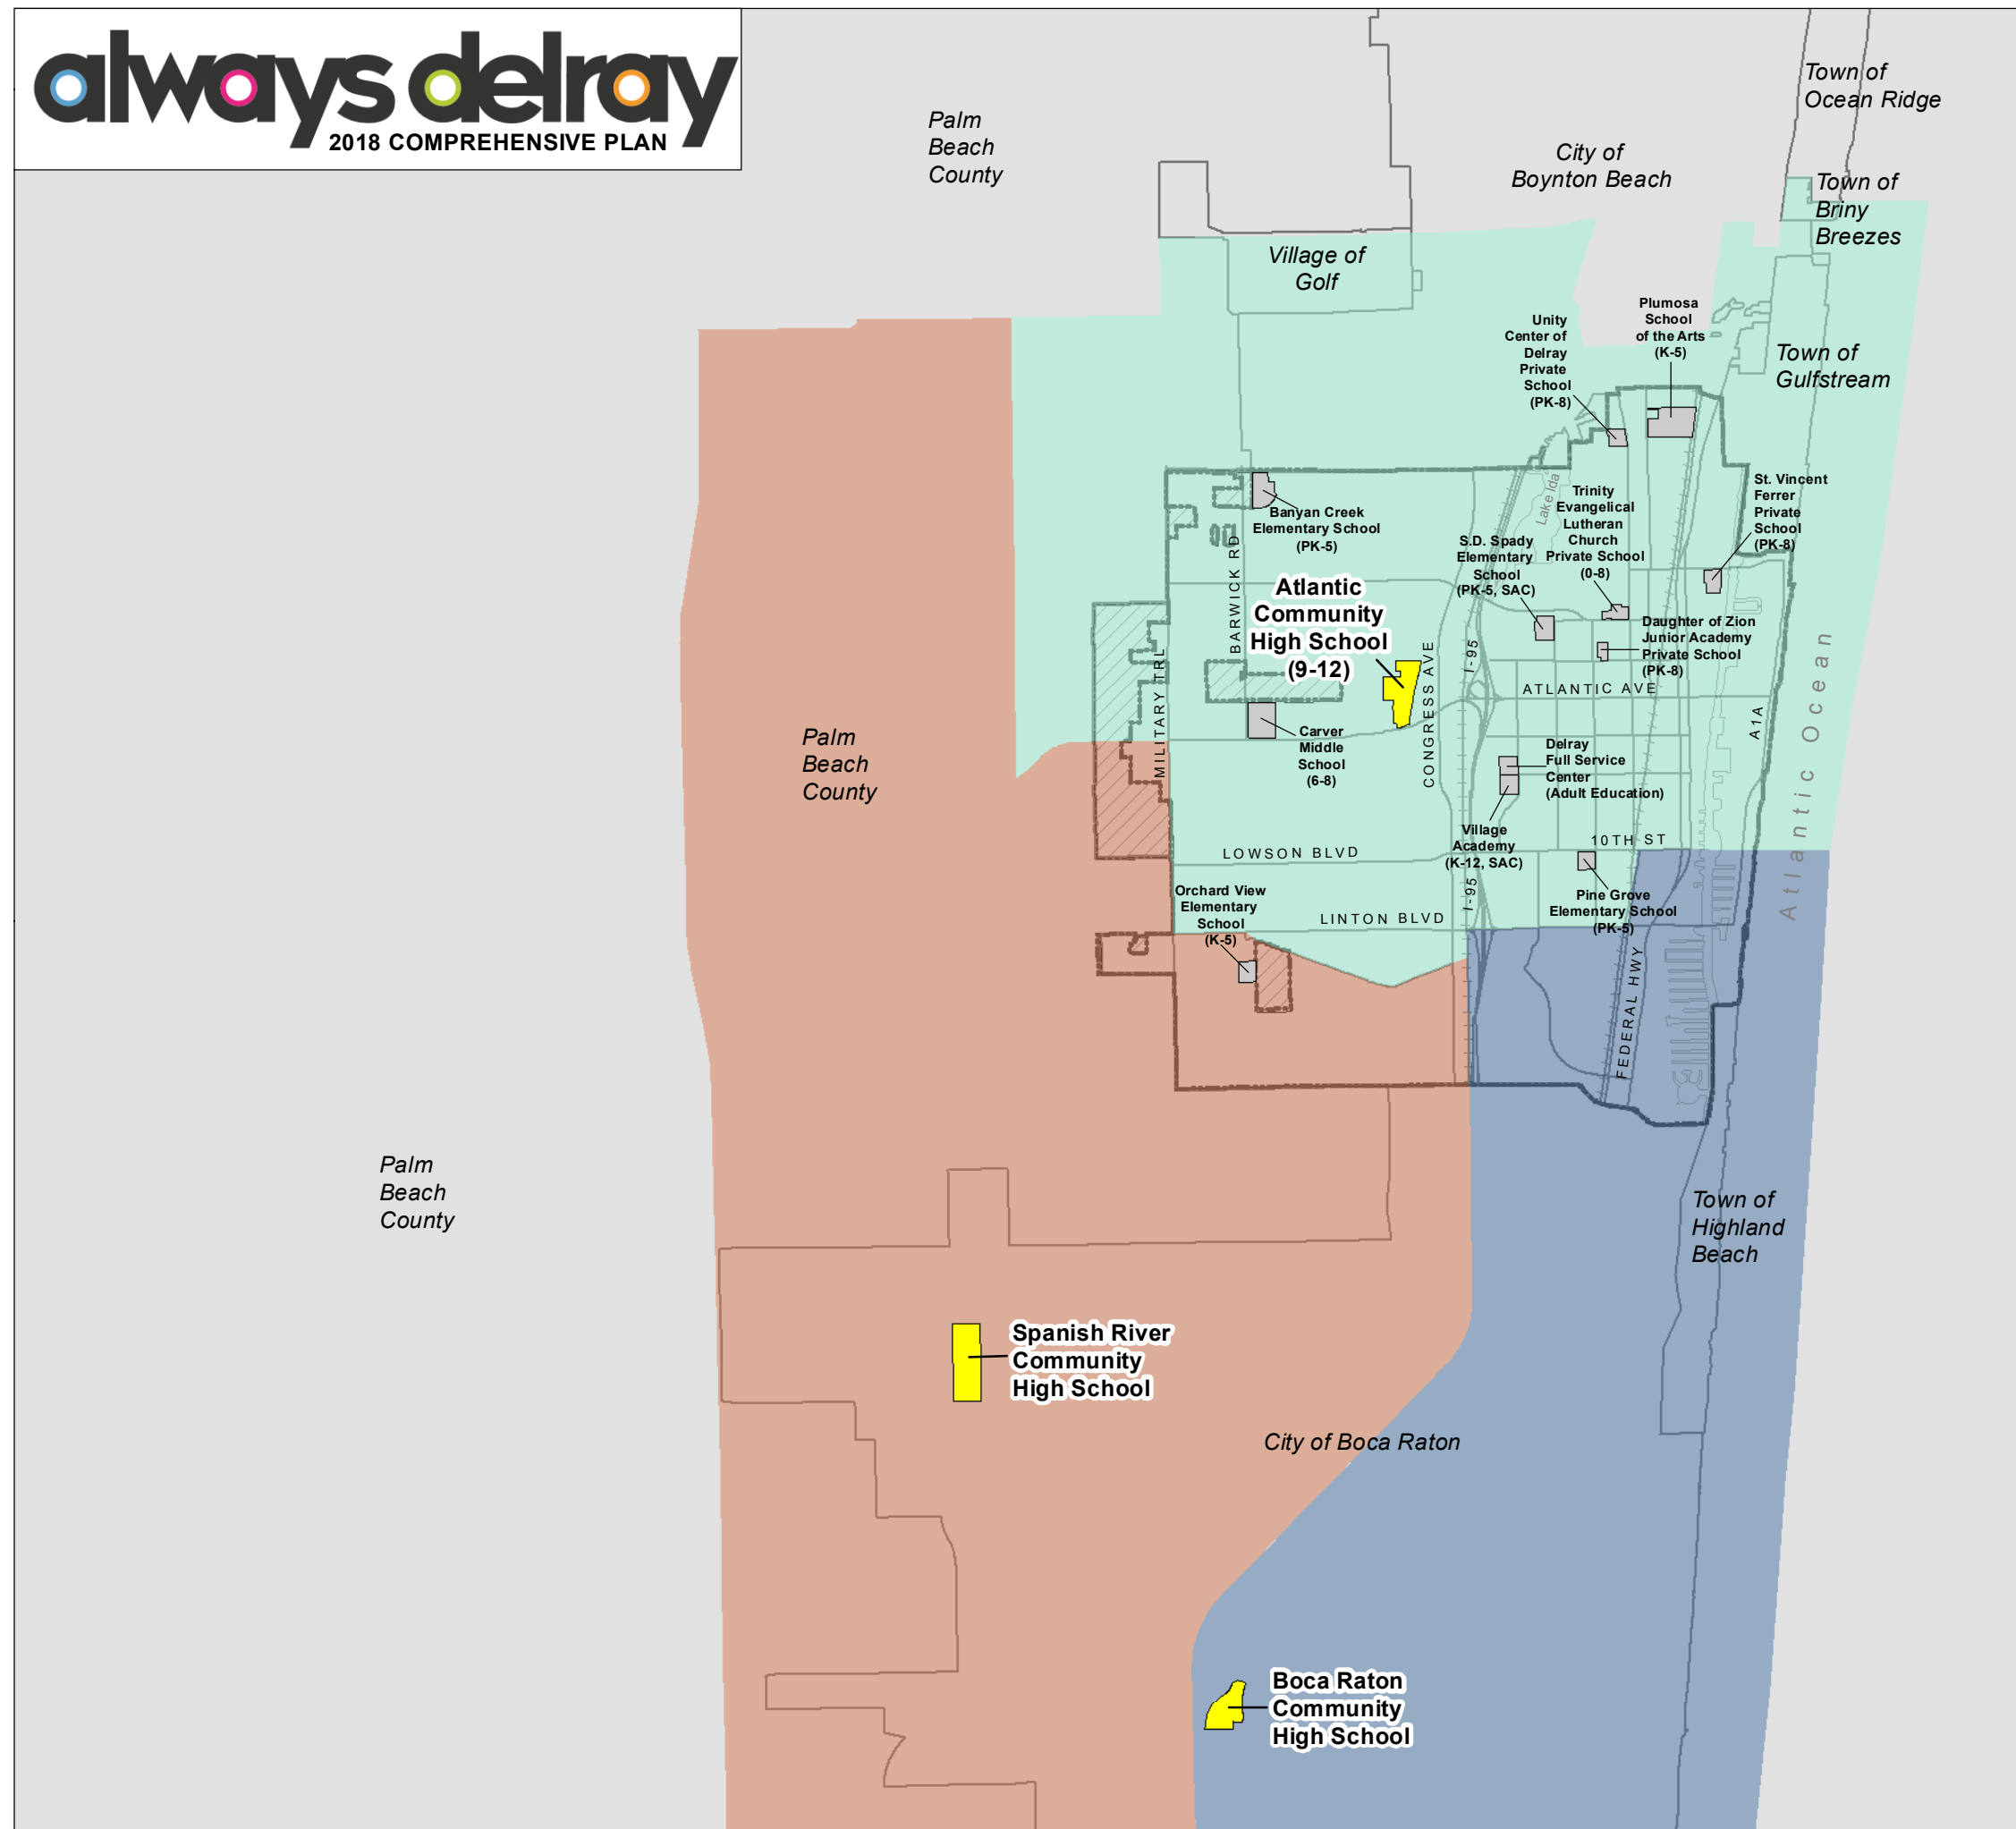 always delray
2018 COMPREHENSIVE PLAN
Palm
Beach
County
City of
Boynton Beach
Town of
Ocean Ridge
Town of
Briny
Breezes
Village of
Golf
Town of
Gulfstream
Unity
Center of
Delray
Private
School
(PK-8)
Plumosa
School
of the Arts
(K-5)
Banyan Creek
Elementary School
(PK-5)
Lake Ida
Trinity
Evangelical
Lutheran
Church
Private School
(0-8)
St. Vincent
Ferrer
Private
School
(PK-8)
S.D. Spady
Elementary
School
(PK-5, SAC)
Atlantic
Community
High School
(9-12)
Daughter of Zion
Junior Academy
Private School
(PK-8)
BARWICK RD
MILITARY TRL
CONGRESS AVE
I-95
ATLANTIC AVE
A1A
Atlantic Ocean
Palm
Beach
County
Carver
Middle
School
(6-8)
Delray
Full Service
Center
(Adult Education)
Village
Academy
(K-12, SAC)
10TH ST
LOWSON BLVD
I-95
Orchard View
Elementary
School
(K-5)
LINTON BLVD
Pine Grove
Elementary School
(PK-5)
FEDERAL HWY
Palm
Beach
County
Town of
Highland
Beach
Spanish River
Community
High School
City of Boca Raton
Boca Raton
Community
High School